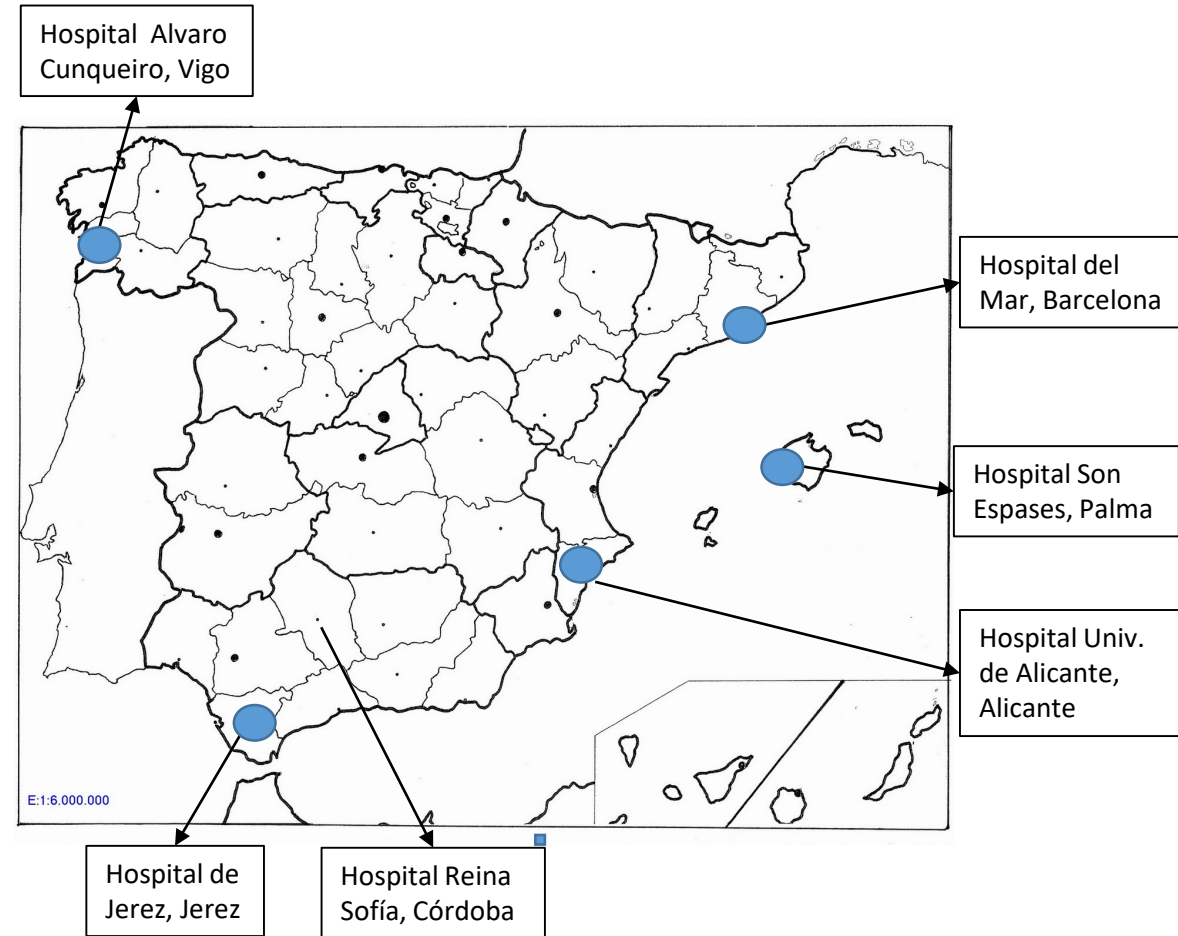 Hospital Alvaro
Cunqueiro, Vigo
Hospital del
Mar, Barcelona
Hospital Son
Espases, Palma
Hospital Univ.
de Alicante,
Alicante
E:1:6.000.000
Hospital de
Jerez, Jerez
Hospital Reina
Sofía, Córdoba